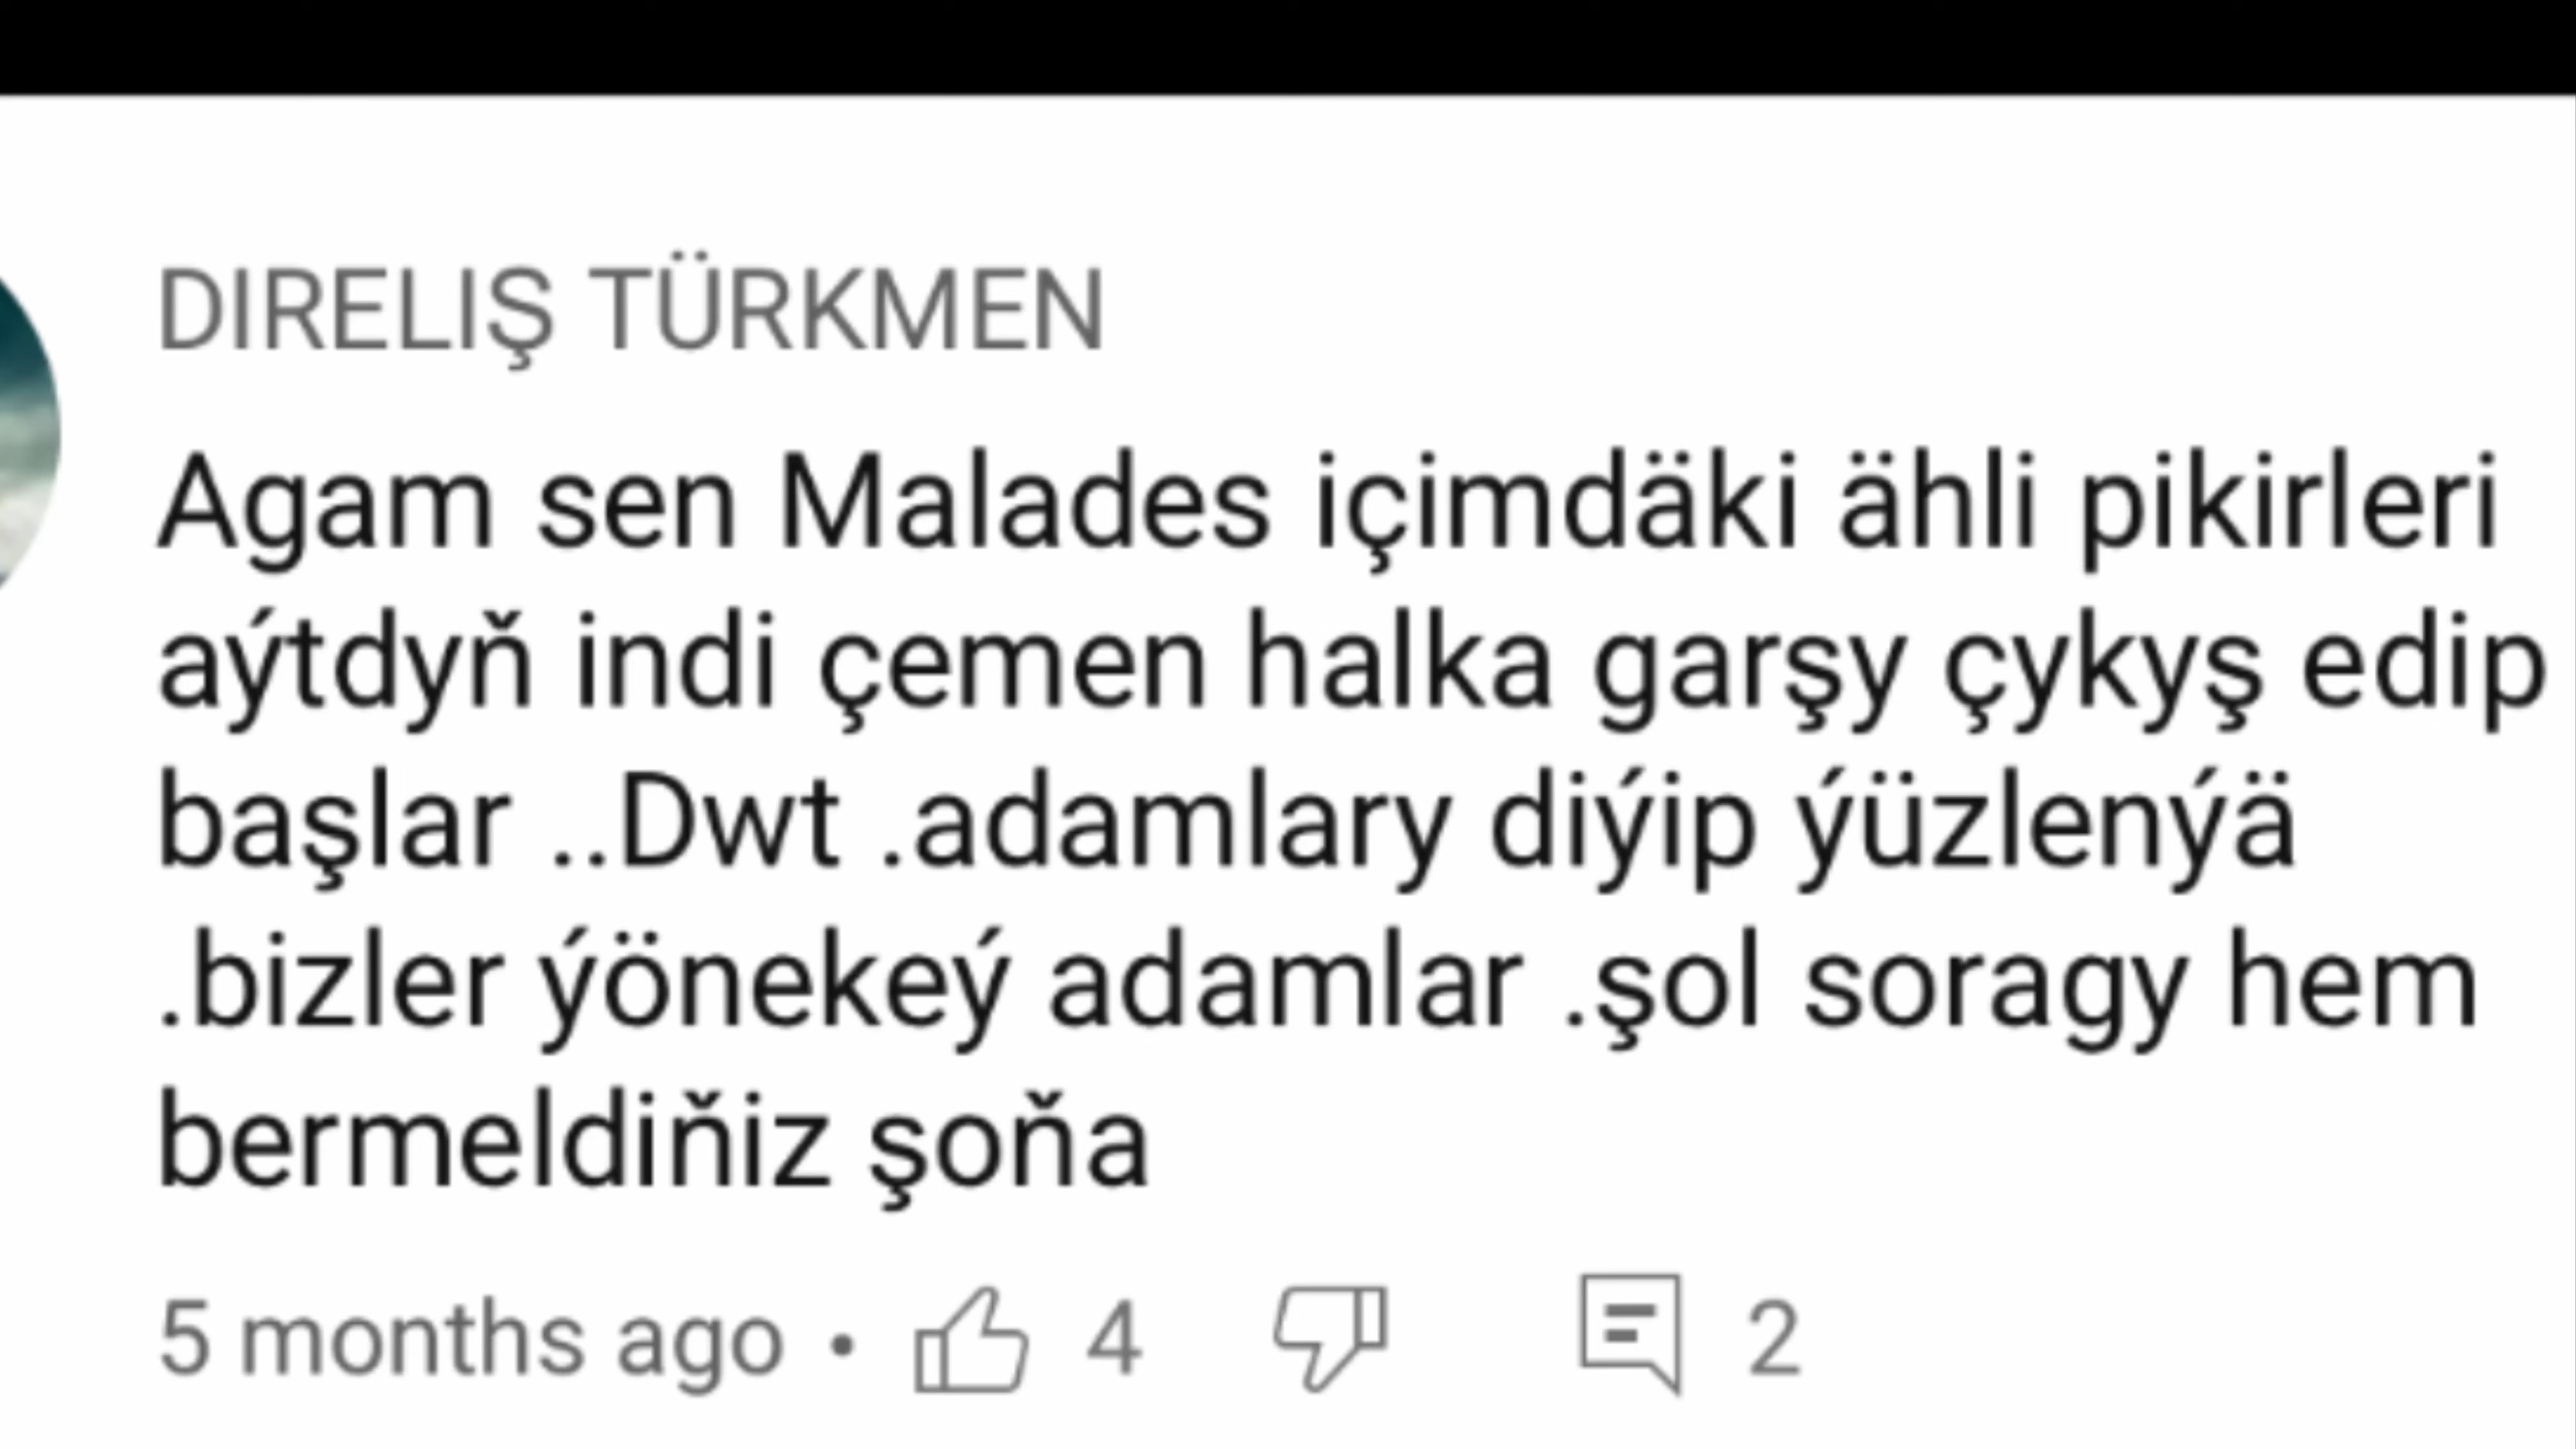 DIRELIŞ TÜRKMEN
Agam sen Malades içimdäki ähli pikirleri
aýtdyň indi çemen halka garşy çykyş edip
başlar ..Dwt .adamlary diýip ýüzlenýä
.bizler ýönekeý adamlar .şol soragy hem
bermeldiňiz şoňa
5 months ago • 4 2